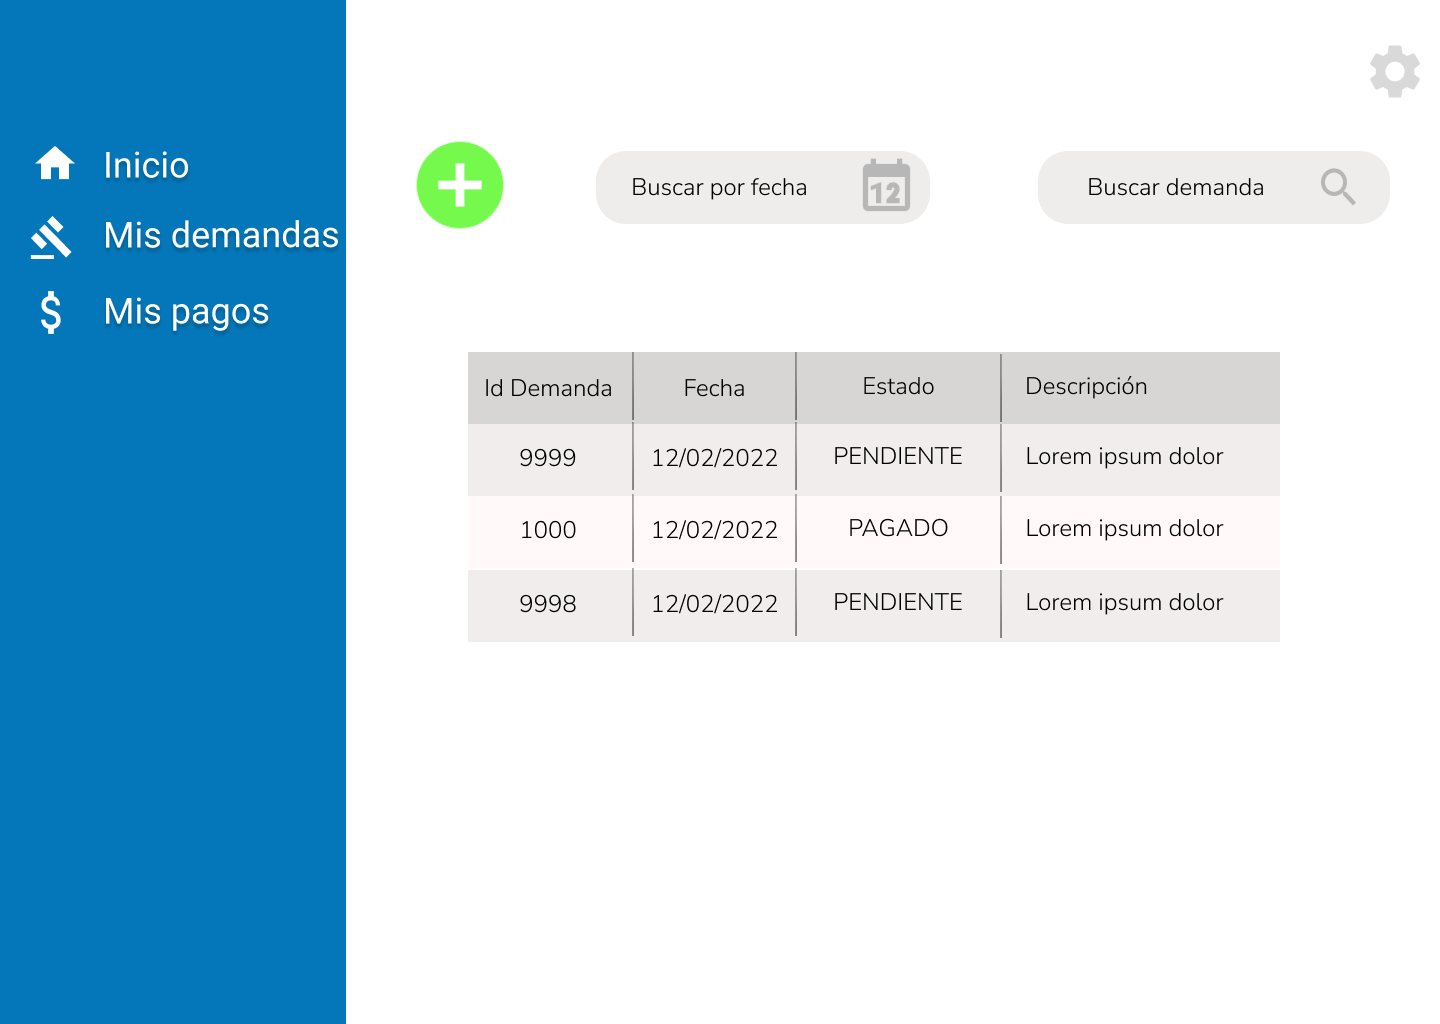 Inicio
Mis demandas
Mis pagos
Buscar por fecha
12
Buscar demanda
Id Demanda Fecha Estado Descripción
9999 12/02/2022 PENDIENTE Lorem ipsum dolor
1000 12/02/2022 PAGADO Lorem ipsum dolor
9998 12/02/2022 PENDIENTE Lorem ipsum dolor